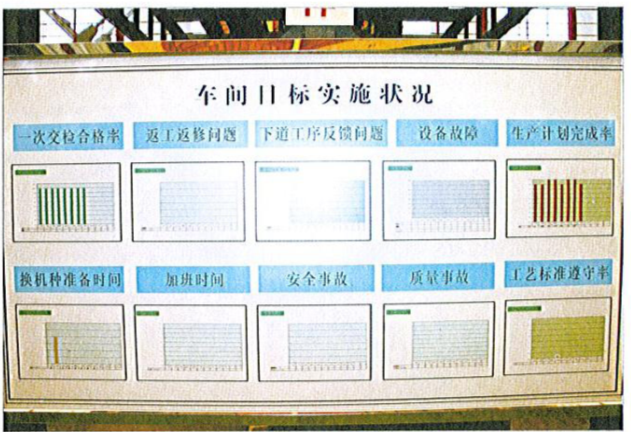 车间目标实施状况
一次交检合格率 返工返修问题 下道工序反馈问题 设备故障 生产计划完成率
换机种准备时间 加班时间 安全事故 质量事故 工艺标准遵守率